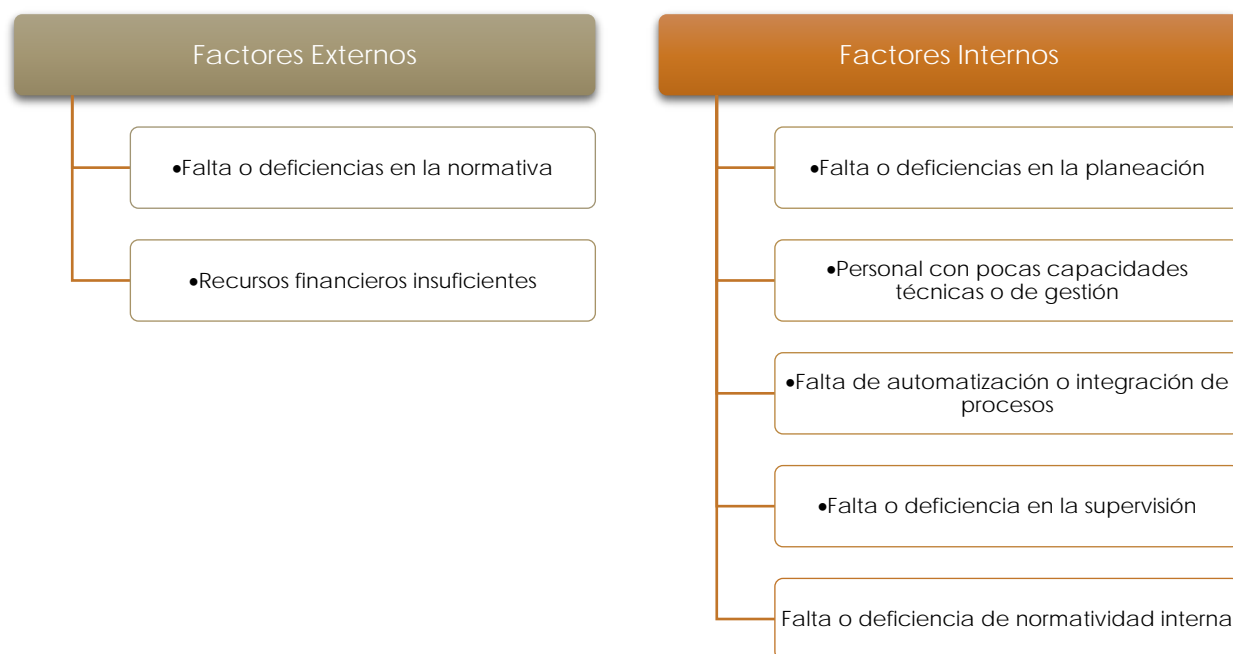 Factores Externos
•Falta o deficiencias en la normativa
•Recursos financieros insuficientes
Factores Internos
•Falta o deficiencias en la planeación
•Personal con pocas capacidades
técnicas o de gestión
•Falta de automatización o integración de
procesos
•Falta o deficiencia en la supervisión
Falta o deficiencia de normatividad interna